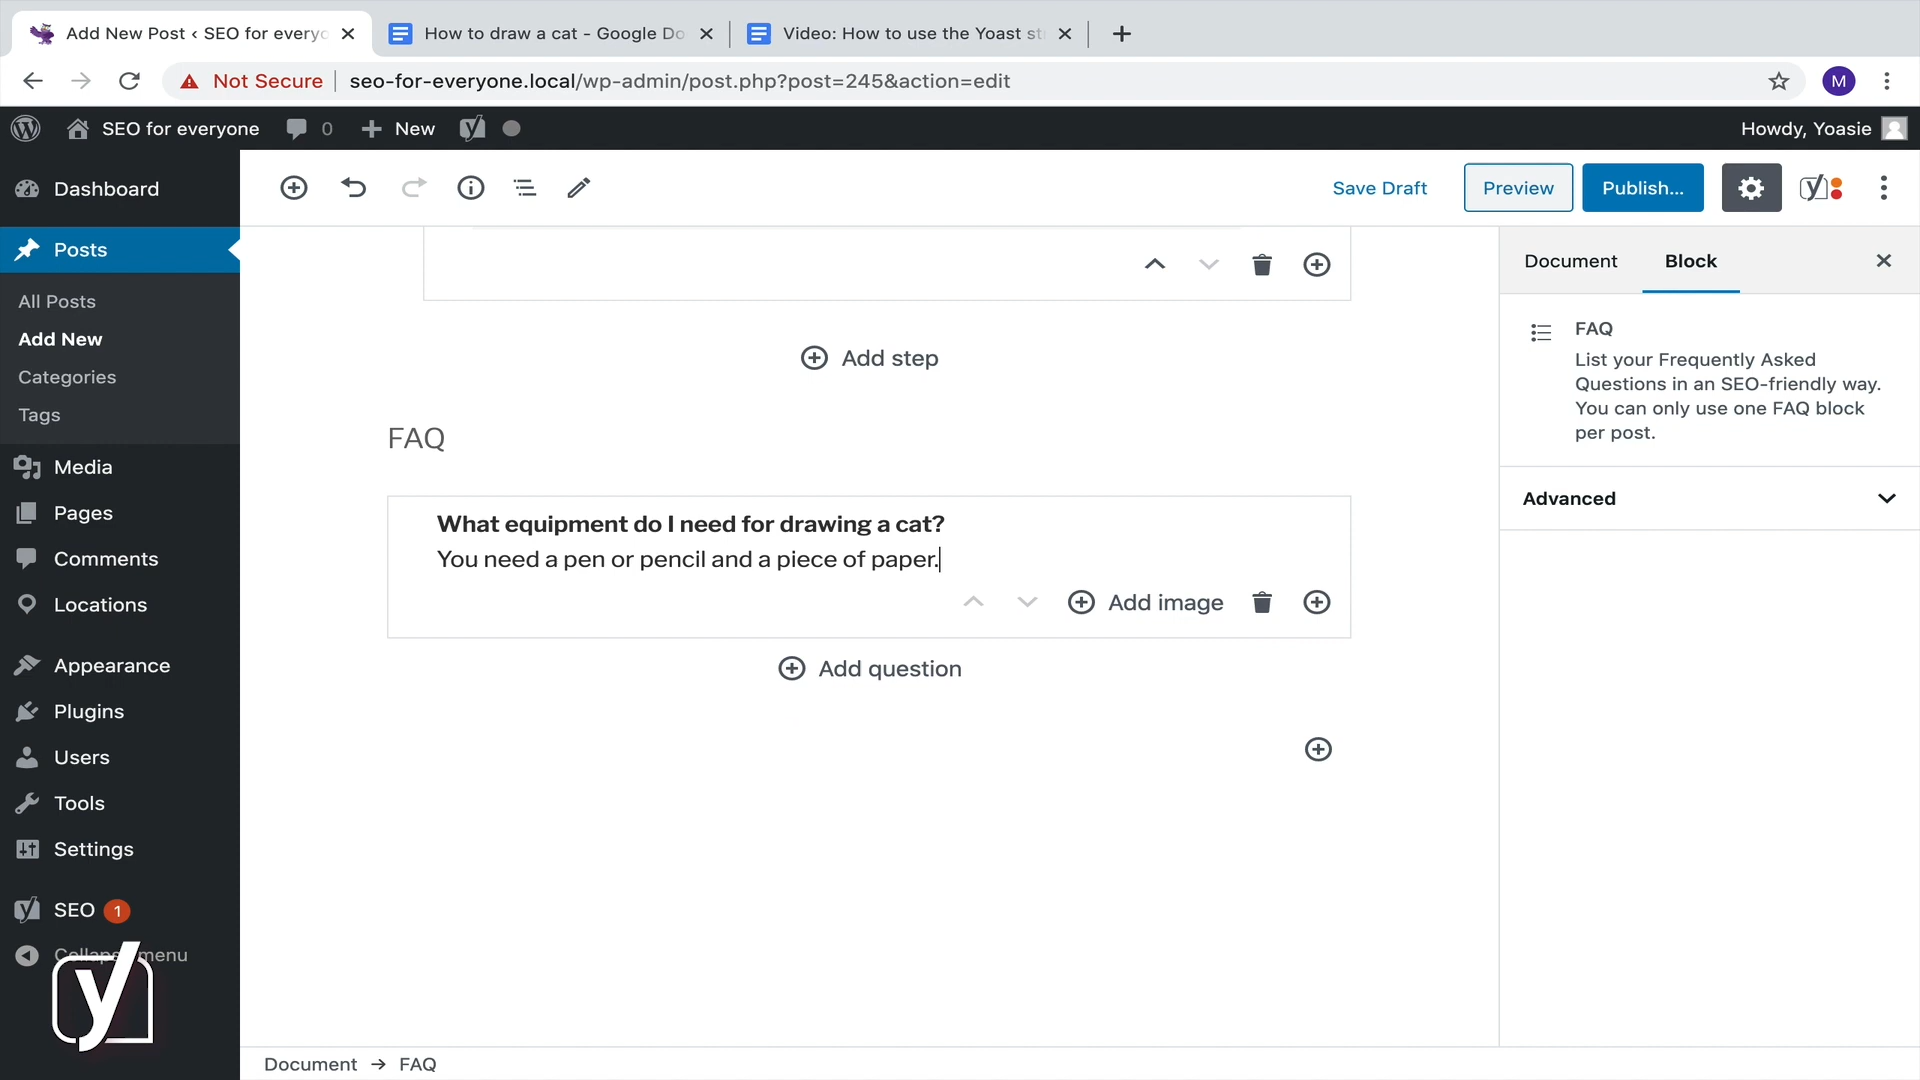 Add New Post ‹ SEO for everyo
How to draw a cat - Google Do
Video: How to use the Yoast st
Not Secure
seo-for-everyone.local/wp-admin/post.php?post=245&action=edit
M
SEO for everyone
0
New
Howdy, Yoasie
Dashboard
Posts
All Posts
Add New
Categories
Tags
Media
Pages
Comments
Locations
Appearance
Plugins
Users
Tools
Settings
SEO 1
Collapse menu
Save Draft
Preview
Publish...
Add step
FAQ
What equipment do I need for drawing a cat?
You need a pen or pencil and a piece of paper.
Add image
Add question
Document
Block
FAQ
List your Frequently Asked
Questions in an SEO-friendly way.
You can only use one FAQ block
per post.
Advanced
Document → FAQ
y